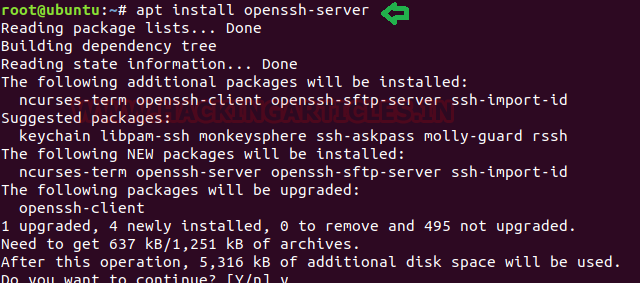 root@ubuntu:~# apt install openssh-server
Reading package lists... Done
Building dependency tree
Reading state information... Done
The following additional packages will be installed:
  ncurses-term openssh-client openssh-sftp-server ssh-import-id
Suggested packages:
  keychain libpam-ssh monkeysphere ssh-askpass molly-guard rssh
The following NEW packages will be installed:
  ncurses-term openssh-server openssh-sftp-server ssh-import-id
The following packages will be upgraded:
  openssh-client
1 upgraded, 4 newly installed, 0 to remove and 495 not upgraded.
Need to get 637 kB/1,251 kB of archives.
After this operation, 5,316 kB of additional disk space will be used.
Do you want to continue? [Y/n] y